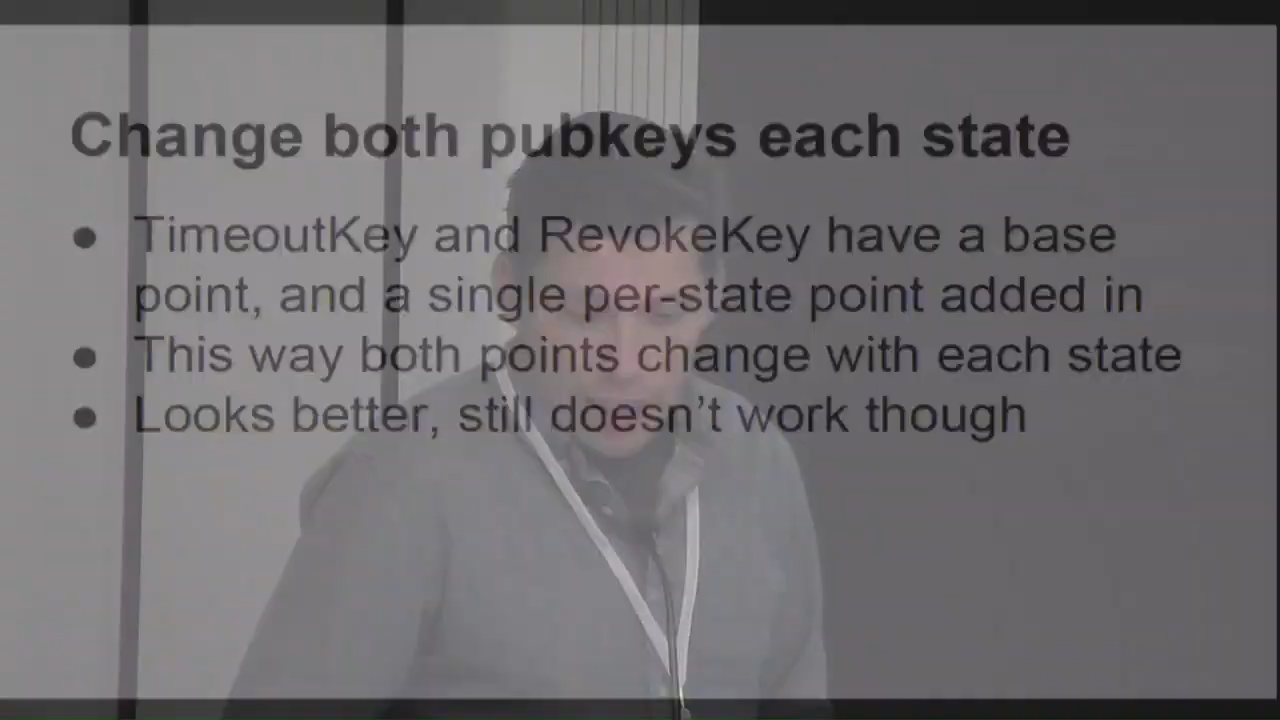 Change both pubkeys each state
● TimeoutKey and RevokeKey have a base
point, and a single per-state point added in
● This way both points change with each state
● Looks better, still doesn’t work though